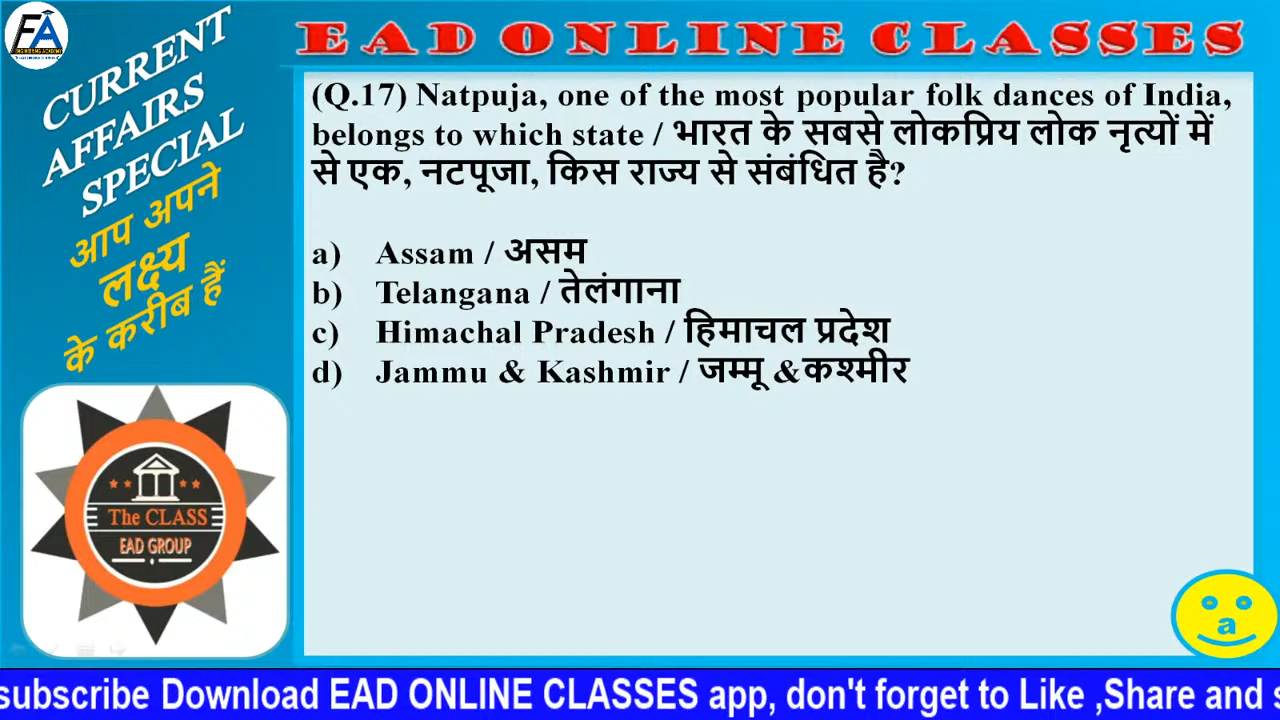 FA
ENGINEERING ACADEMY
EAD ONLINE CLASSES
CURRENT
AFFAIRS
SPECIAL
आप अपने
लक्ष्य
के करीब हैं
The CLASS
EAD GROUP
(Q.17) Natpuja, one of the most popular folk dances of India,
belongs to which state / भारत के सबसे लोकप्रिय लोक नृत्यों में
से एक, नटपूजा, किस राज्य से संबंधित है?
a) Assam / असम
b) Telangana / तेलंगाना
c) Himachal Pradesh / हिमाचल प्रदेश
d) Jammu & Kashmir / जम्मू &कश्मीर
a
subscribe Download EAD ONLINE CLASSES app, don't forget to Like ,Share and s